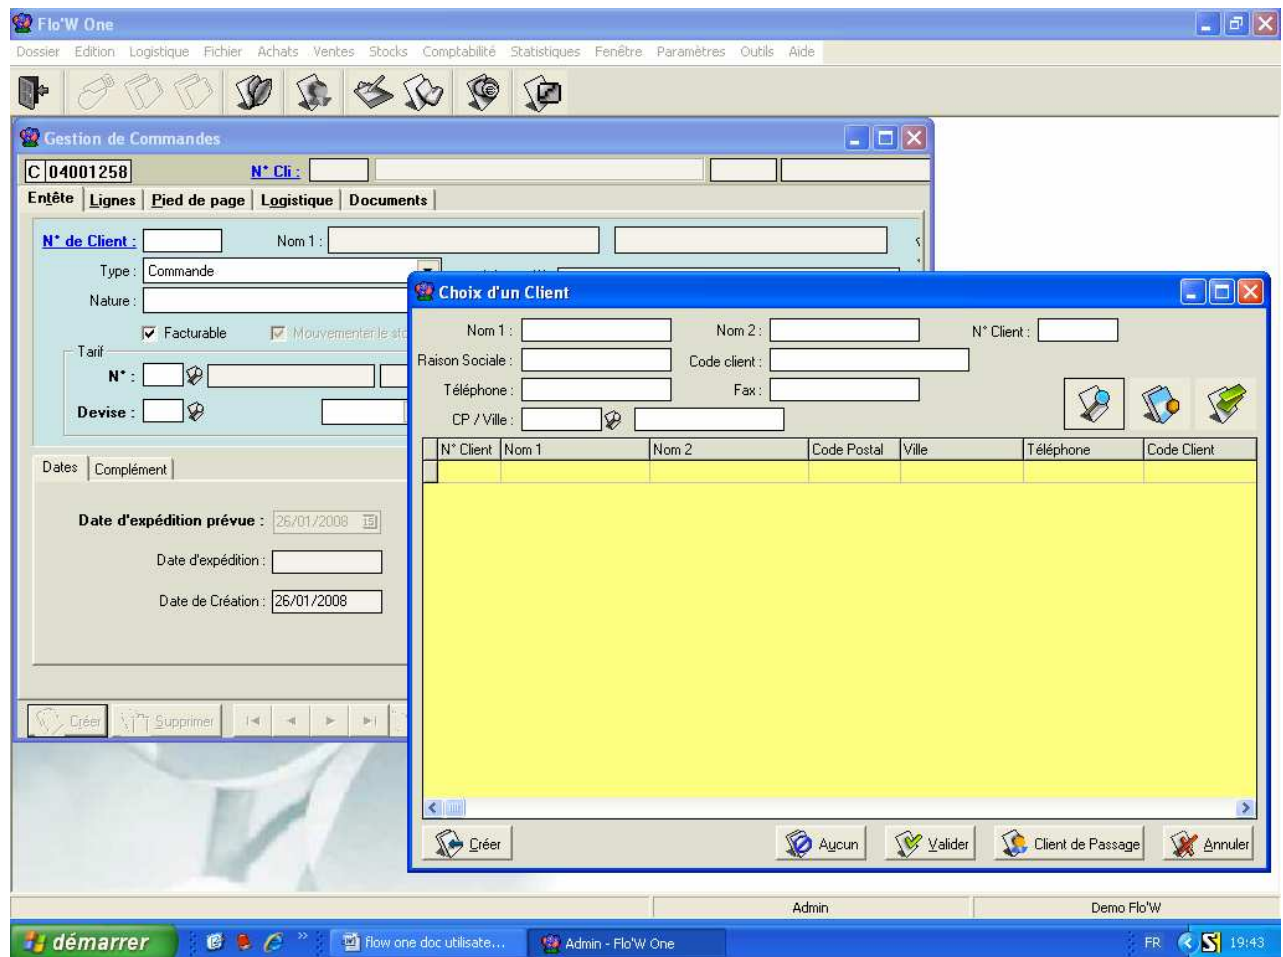 Flo'W One
Dossier Edition Logistique Fichier Achats Ventes Stocks Comptabilité Statistiques Fenêtre Paramètres Outils Aide
Gestion de Commandes
C 04001258 N° Cli :
Entête Lignes Pied de page Logistique Documents
N° de Client : Nom 1 :
Type : Commande
Nature :
Facturable Mouvementer le sto
Tarif
N° :
Devise :
Dates Complément
Date d'expédition prévue : 26/01/2008 15
Date d'expédition :
Date de Création : 26/01/2008
Créer Supprimer
Choix d'un Client
Nom 1 : Nom 2 : N° Client :
Raison Sociale : Code client :
Téléphone : Fax :
CP / Ville :
N° Client Nom 1 Nom 2 Code Postal Ville Téléphone Code Client
Créer Aucun Valider Client de Passage Annuler
Admin Demo Flo'W
démarrer flow one doc utilisate... Admin - Flo'W One FR 19:43